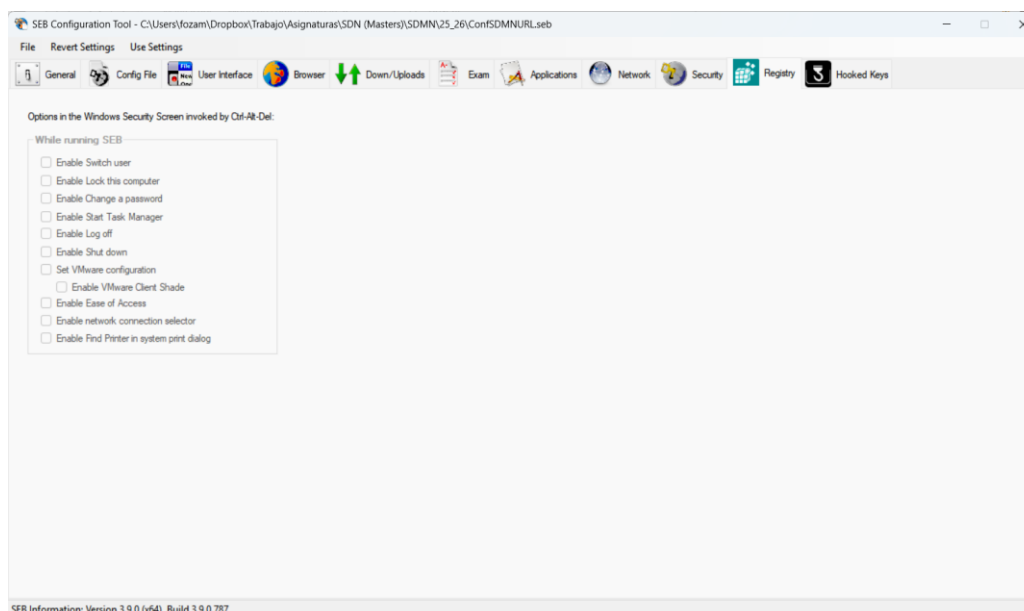 SEB Configuration Tool - C:\Users\fozam\Dropbox\Trabajo\Asignaturas\SDN (Masters)\SDMN\25_26\ConfSDMNURL.seb
File Revert Settings Use Settings
General Config File User Interface Browser Down/Uploads Exam Applications Network Security Registry Hooked Keys
Options in the Windows Security Screen invoked by Ctrl-Alt-Del:
While running SEB
Enable Switch user
Enable Lock this computer
Enable Change a password
Enable Start Task Manager
Enable Log off
Enable Shut down
Set VMware configuration
Enable VMware Client Shade
Enable Ease of Access
Enable network connection selector
Enable Find Printer in system print dialog
SEB Information: Version 3.9.0 (x64), Build 3.9.0.787